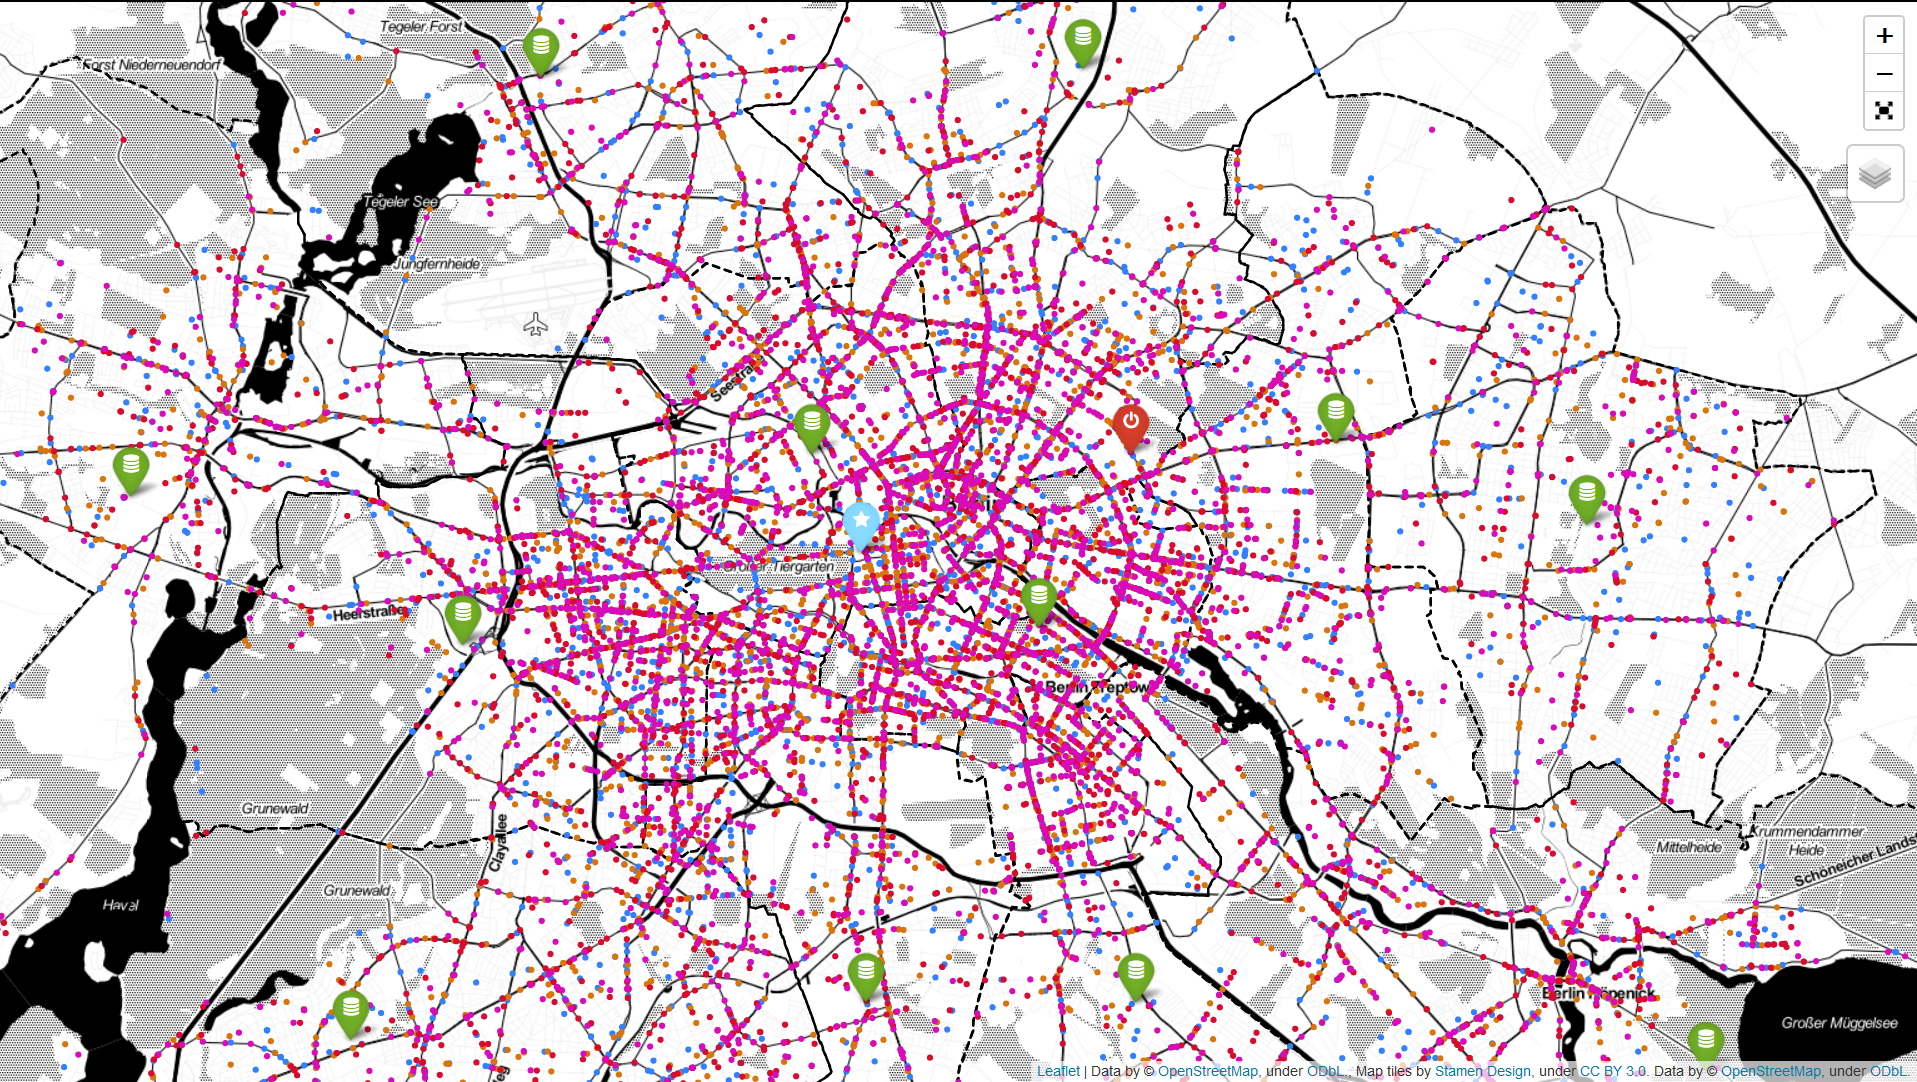 Tegeler Forst
Forst Niederneuendorf
+
−
Tegeler See
Jungfernheide
Großer Tiergarten
Heerstraße
Berlin Treptow
Grunewald
Clayallee
Krummendammer
Heide
Mittelheide
Schöneicher Lands
Grunewald
Havel
Berlin Köpenick
Großer Müggelsee
Leaflet | Data by © OpenStreetMap, under ODbL. Map tiles by Stamen Design, under CC BY 3.0. Data by © OpenStreetMap, under ODbL.